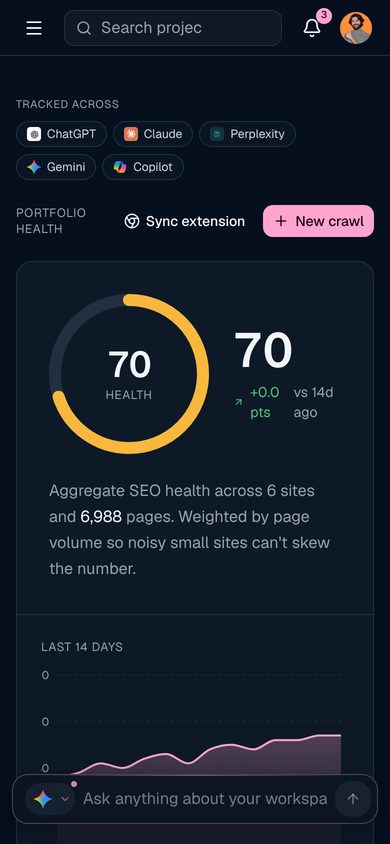 Search projec
3
TRACKED ACROSS
ChatGPT
Claude
Perplexity
Gemini
Copilot
PORTFOLIO
HEALTH
Sync extension
New crawl
70
HEALTH
70
+0.0
pts
vs 14d
ago
Aggregate SEO health across 6 sites
and 6,988 pages. Weighted by page
volume so noisy small sites can't skew
the number.
LAST 14 DAYS
0
0
0
Ask anything about your workspa